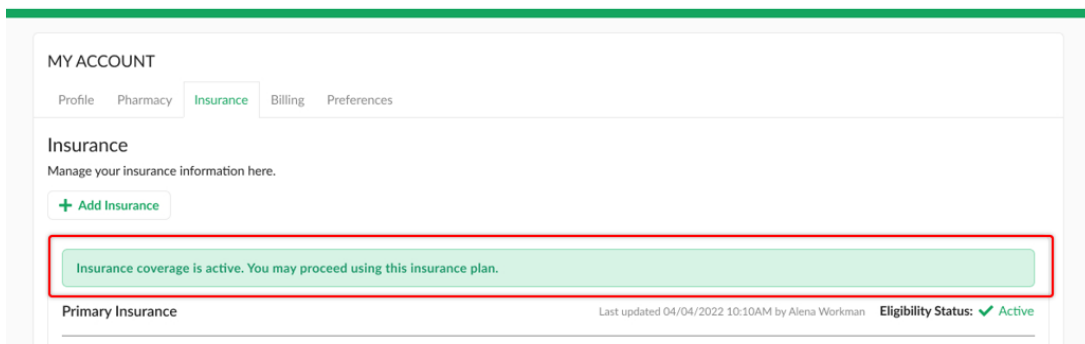 MY ACCOUNT
Profile Pharmacy Insurance Billing Preferences
Insurance
Manage your insurance information here.
+ Add Insurance
Insurance coverage is active. You may proceed using this insurance plan.
Primary Insurance Last updated 04/04/2022 10:10AM by Alena Workman Eligibility Status: ✔ Active